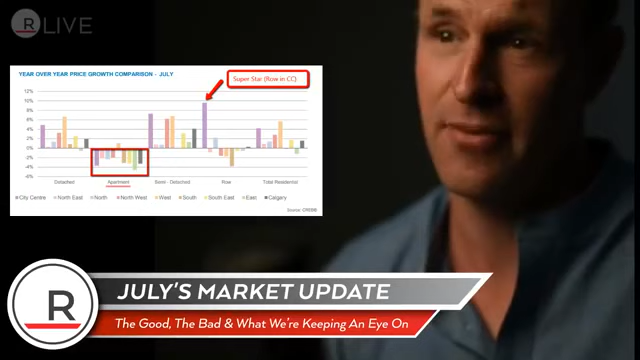 R LIVE
YEAR OVER YEAR PRICE GROWTH COMPARISON - JULY
Super Star (Row in CC)
12%
10%
8%
6%
4%
2%
0%
-2%
-4%
-6%
Detached Apartment Semi - Detached Row Total Residential
City Centre North East North North West West South South East East Calgary
Source: CREB®
R
JULY'S MARKET UPDATE
The Good, The Bad & What We're Keeping An Eye On